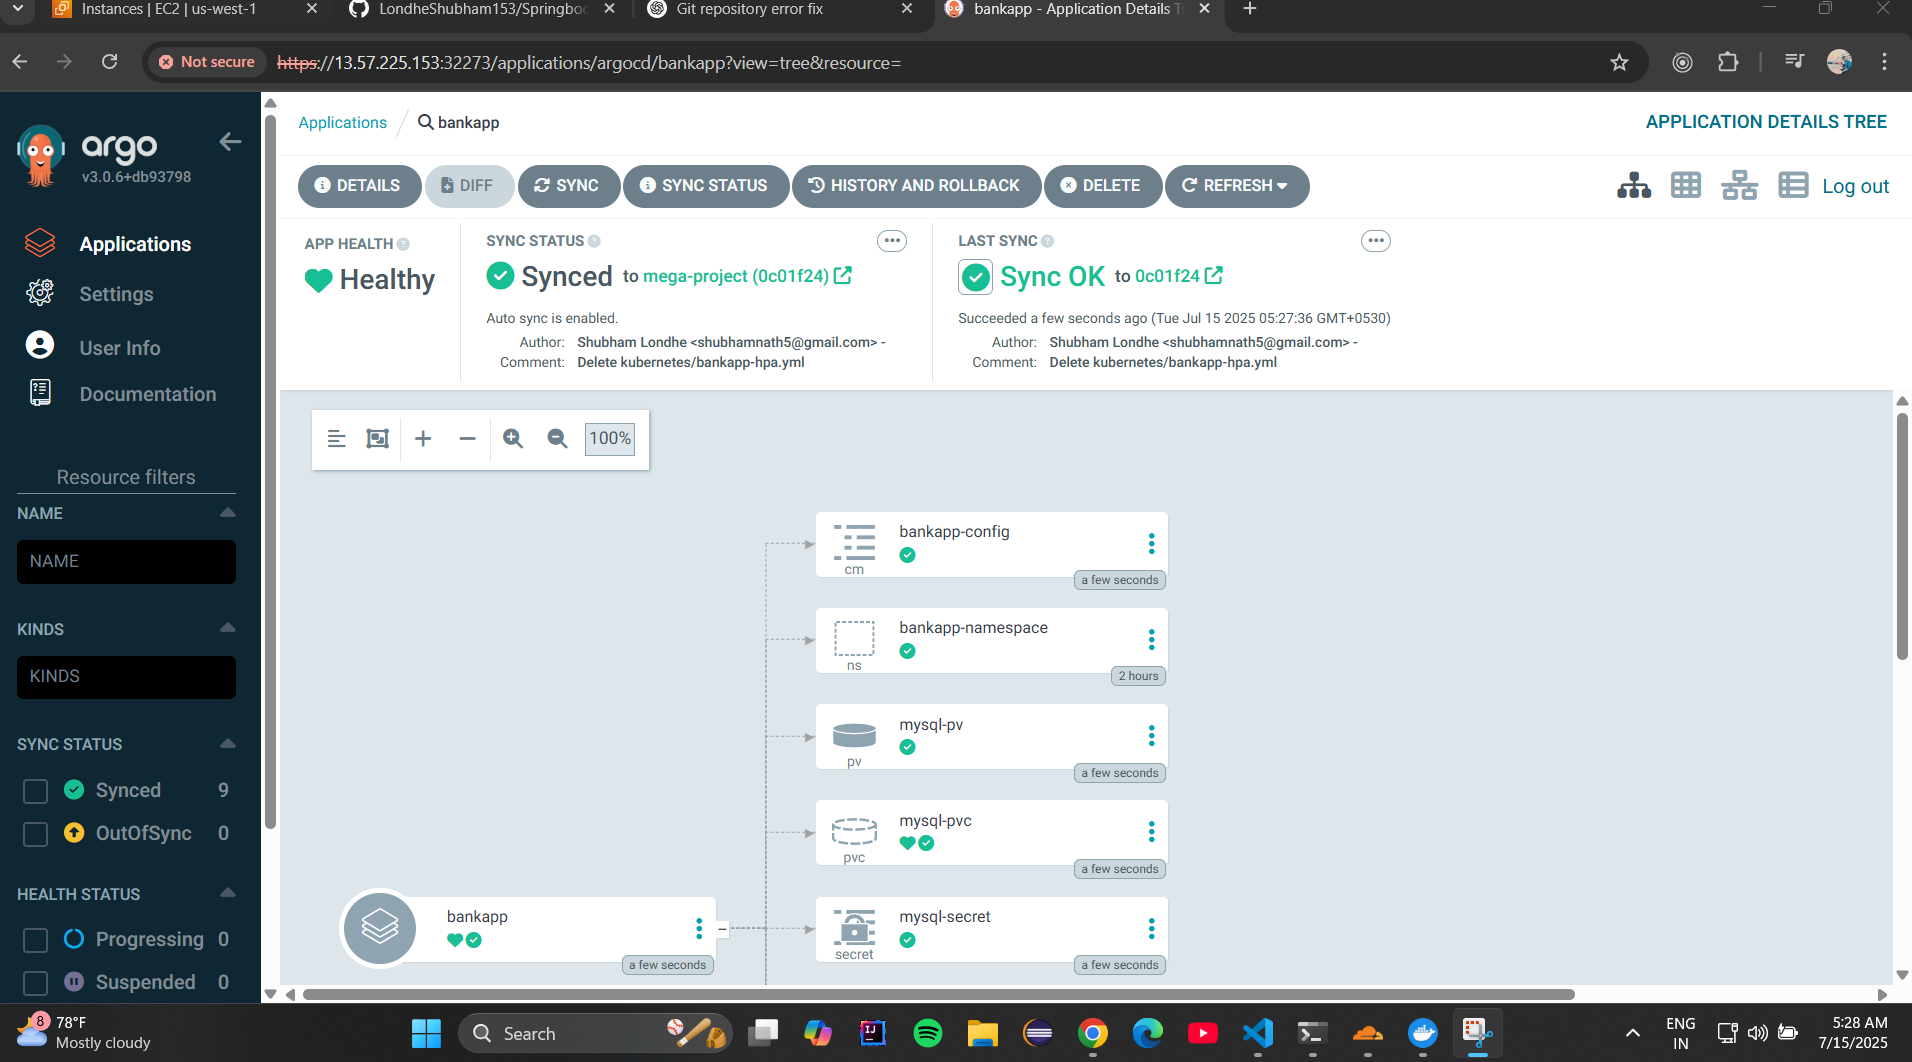 Instances | EC2 | us-west-1
LondheShubham153/Springboo
Git repository error fix
bankapp - Application Details T
Not secure
https://13.57.225.153:32273/applications/argocd/bankapp?view=tree&resource=
argo
v3.0.6+db93798
Applications
Settings
User Info
Documentation
Resource filters
NAME
NAME
KINDS
KINDS
SYNC STATUS
Synced 9
OutOfSync 0
HEALTH STATUS
Progressing 0
Suspended 0
Applications / bankapp
APPLICATION DETAILS TREE
DETAILS
DIFF
SYNC
SYNC STATUS
HISTORY AND ROLLBACK
DELETE
REFRESH
Log out
APP HEALTH
Healthy
SYNC STATUS
Synced to mega-project (0c01f24)
Auto sync is enabled.
Author: Shubham Londhe <shubhamnath5@gmail.com> -
Comment: Delete kubernetes/bankapp-hpa.yml
LAST SYNC
Sync OK to 0c01f24
Succeeded a few seconds ago (Tue Jul 15 2025 05:27:36 GMT+0530)
Author: Shubham Londhe <shubhamnath5@gmail.com> -
Comment: Delete kubernetes/bankapp-hpa.yml
100%
bankapp-config
cm
a few seconds
bankapp-namespace
ns
2 hours
mysql-pv
pv
a few seconds
mysql-pvc
pvc
a few seconds
bankapp
a few seconds
mysql-secret
secret
a few seconds
8
78°F
Mostly cloudy
Search
IJ
ENG
IN
5:28 AM
7/15/2025